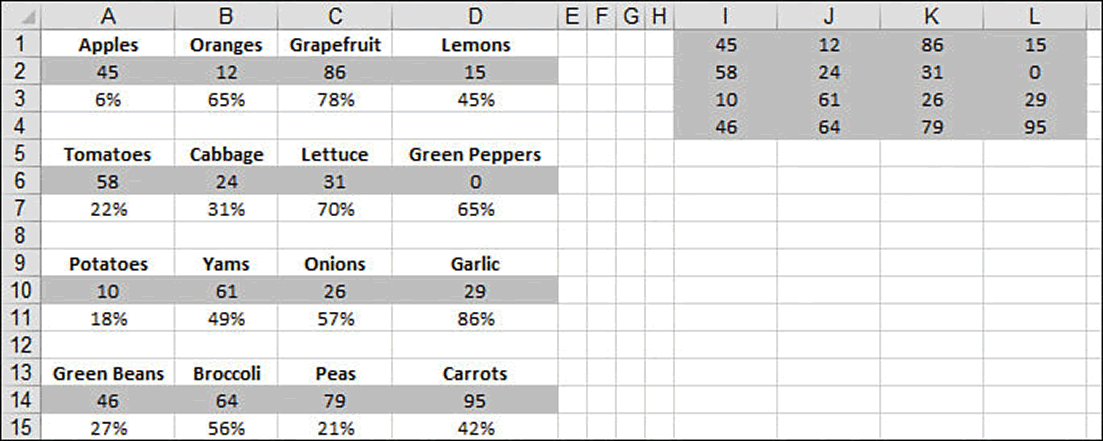 A B C D E F G H I J K L
1 Apples Oranges Grapefruit Lemons 45 12 86 15
2 45 12 86 15 58 24 31 0
3 6% 65% 78% 45% 10 61 26 29
4 46 64 79 95
5 Tomatoes Cabbage Lettuce Green Peppers
6 58 24 31 0
7 22% 31% 70% 65%
8
9 Potatoes Yams Onions Garlic
10 10 61 26 29
11 18% 49% 57% 86%
12
13 Green Beans Broccoli Peas Carrots
14 46 64 79 95
15 27% 56% 21% 42%